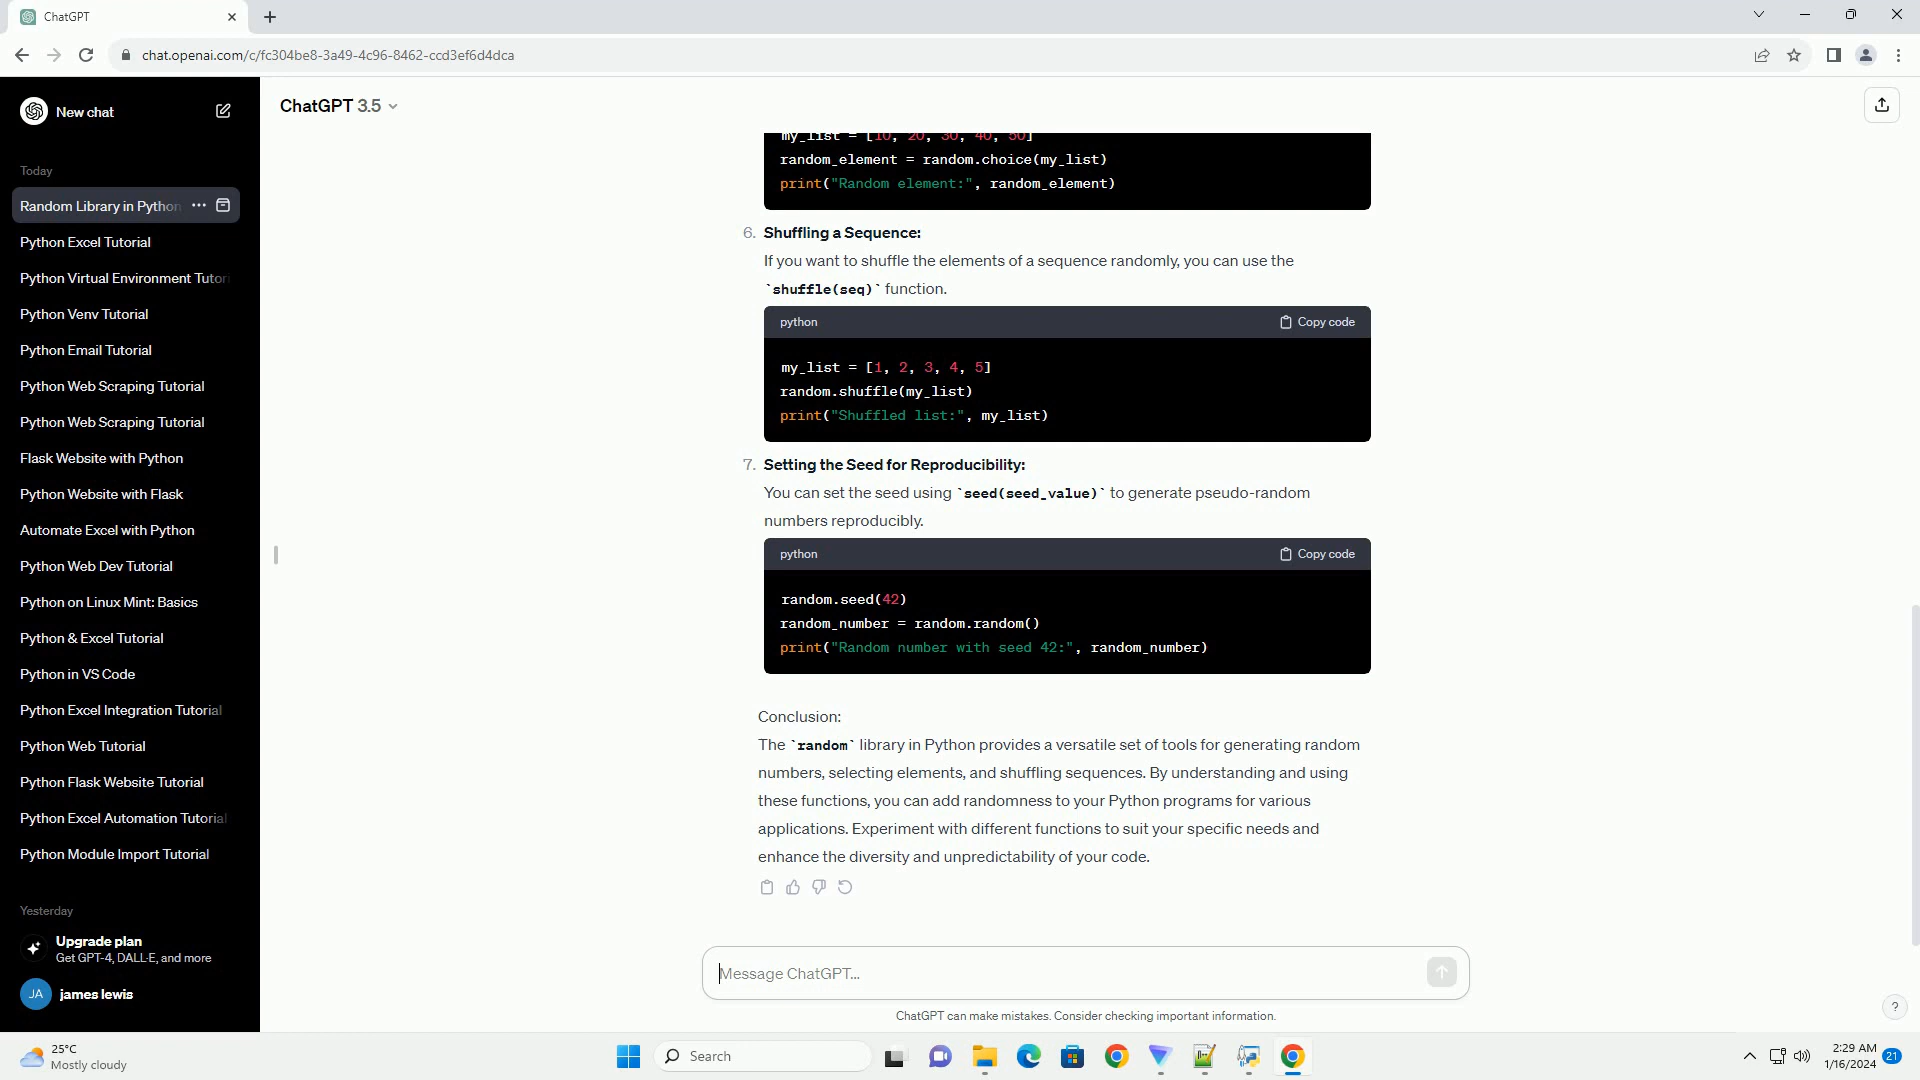 ChatGPT
chat.openai.com/c/fc304be8-3a49-4c96-8462-ccd3ef6d4dca
New chat
Today
Random Library in Python
Python Excel Tutorial
Python Virtual Environment Tutori
Python Venv Tutorial
Python Email Tutorial
Python Web Scraping Tutorial
Python Web Scraping Tutorial
Flask Website with Python
Python Website with Flask
Automate Excel with Python
Python Web Dev Tutorial
Python on Linux Mint: Basics
Python & Excel Tutorial
Python in VS Code
Python Excel Integration Tutorial
Python Web Tutorial
Python Flask Website Tutorial
Python Excel Automation Tutorial
Python Module Import Tutorial
Yesterday
Upgrade plan
Get GPT-4, DALL·E, and more
JA
james lewis
ChatGPT 3.5
my_list = [10, 20, 30, 40, 50]
random_element = random.choice(my_list)
print("Random element:", random_element)
6. Shuffling a Sequence:
If you want to shuffle the elements of a sequence randomly, you can use the
`shuffle(seq)` function.
python Copy code
my_list = [1, 2, 3, 4, 5]
random.shuffle(my_list)
print("Shuffled list:", my_list)
7. Setting the Seed for Reproducibility:
You can set the seed using `seed(seed_value)` to generate pseudo-random
numbers reproducibly.
python Copy code
random.seed(42)
random_number = random.random()
print("Random number with seed 42:", random_number)
Conclusion:
The `random` library in Python provides a versatile set of tools for generating random
numbers, selecting elements, and shuffling sequences. By understanding and using
these functions, you can add randomness to your Python programs for various
applications. Experiment with different functions to suit your specific needs and
enhance the diversity and unpredictability of your code.
Message ChatGPT...
ChatGPT can make mistakes. Consider checking important information.
?
25°C
Mostly cloudy
Search
2:29 AM
1/16/2024
21